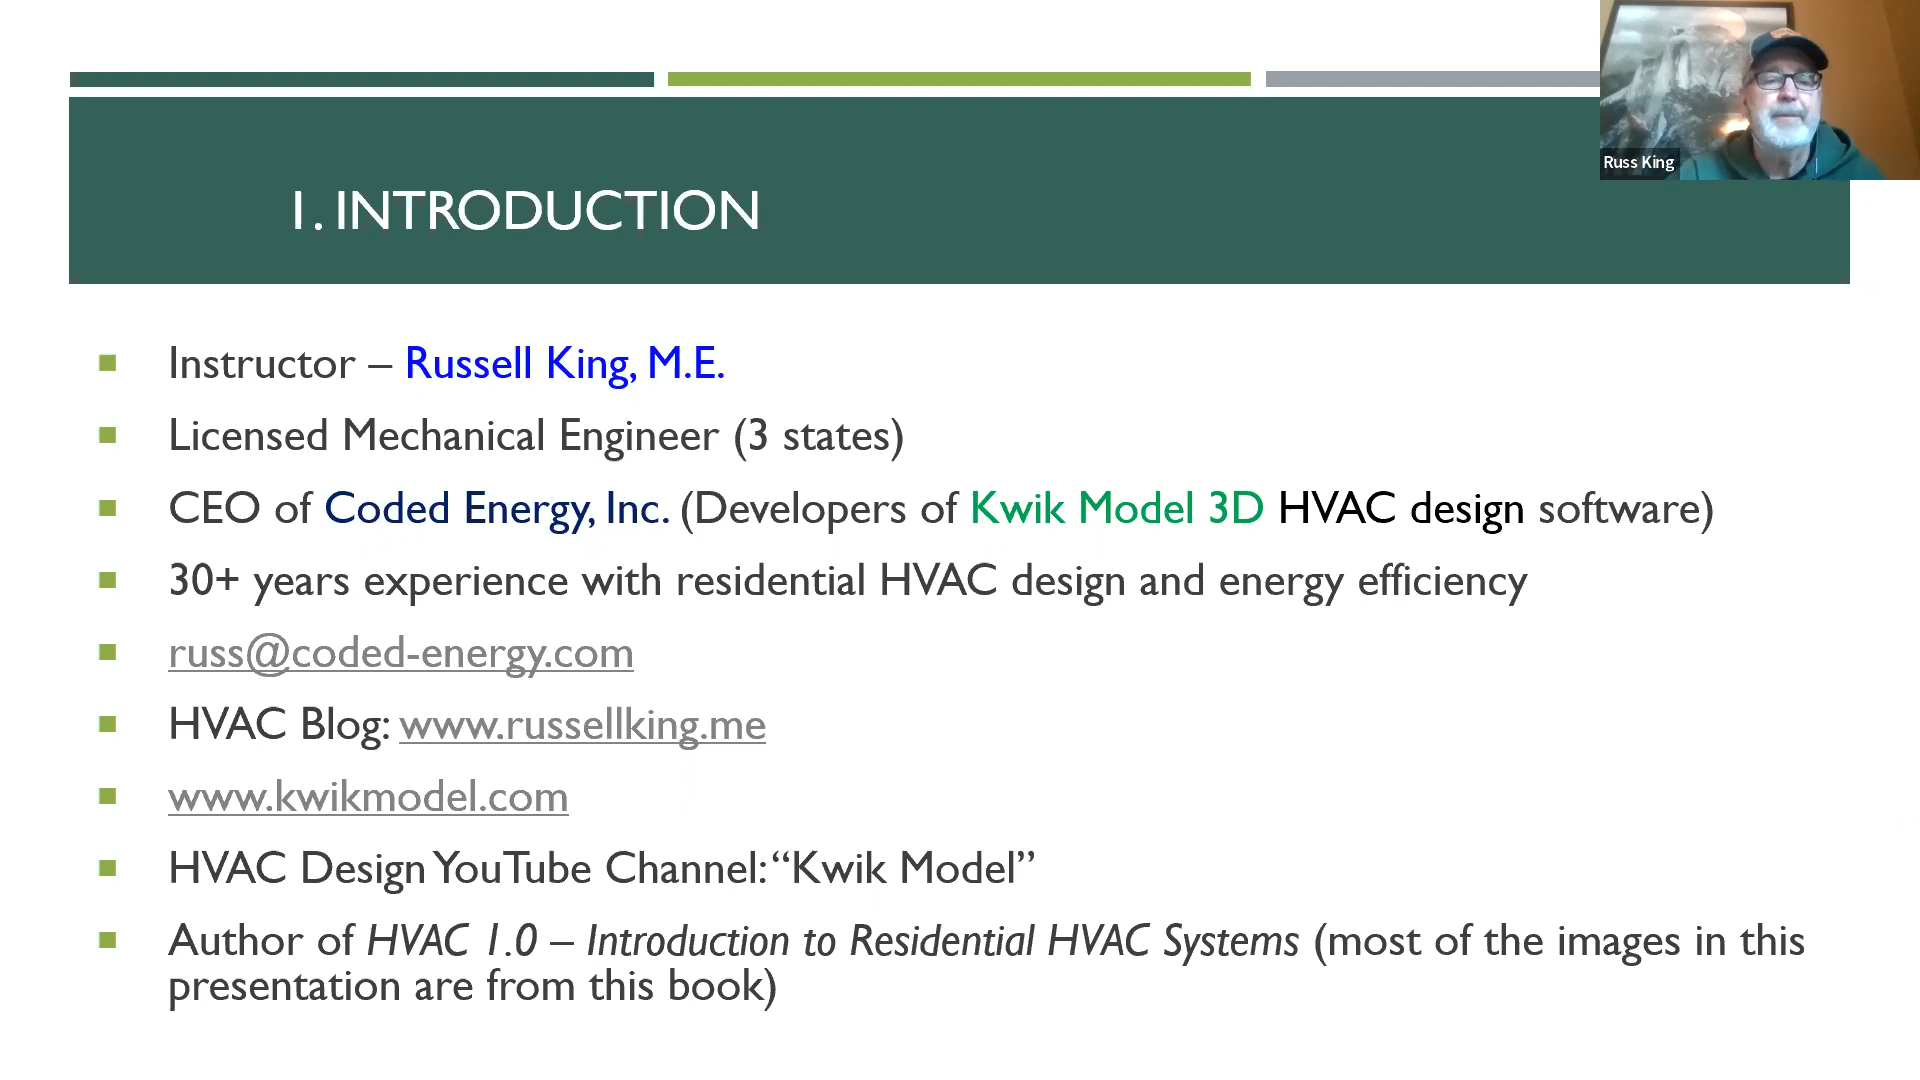 Russ King
1. INTRODUCTION
Instructor – Russell King, M.E.
Licensed Mechanical Engineer (3 states)
CEO of Coded Energy, Inc. (Developers of Kwik Model 3D HVAC design software)
30+ years experience with residential HVAC design and energy efficiency
russ@coded-energy.com
HVAC Blog: www.russellking.me
www.kwikmodel.com
HVAC Design YouTube Channel: “Kwik Model”
Author of HVAC 1.0 – Introduction to Residential HVAC Systems (most of the images in this
presentation are from this book)